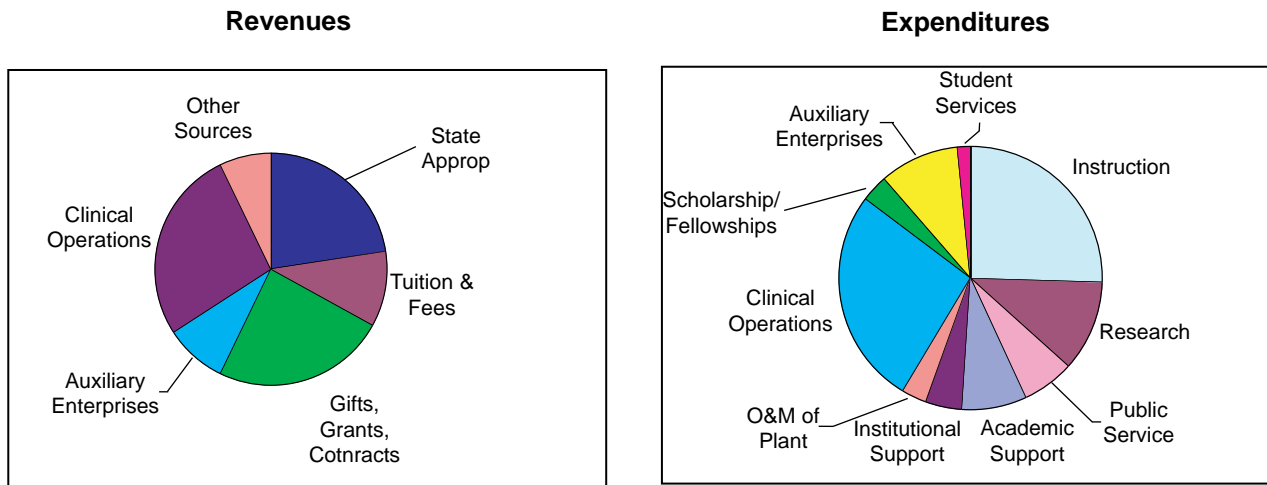 Revenues
Other
Sources
State
Approp
Clinical
Operations
Tuition &
Fees
Auxiliary
Enterprises
Gifts,
Grants,
Cotnracts
Expenditures
Student
Services
Auxiliary
Enterprises
Instruction
Scholarship/
Fellowships
Clinical
Operations
Research
O&M of
Plant
Institutional
Support
Academic
Support
Public
Service